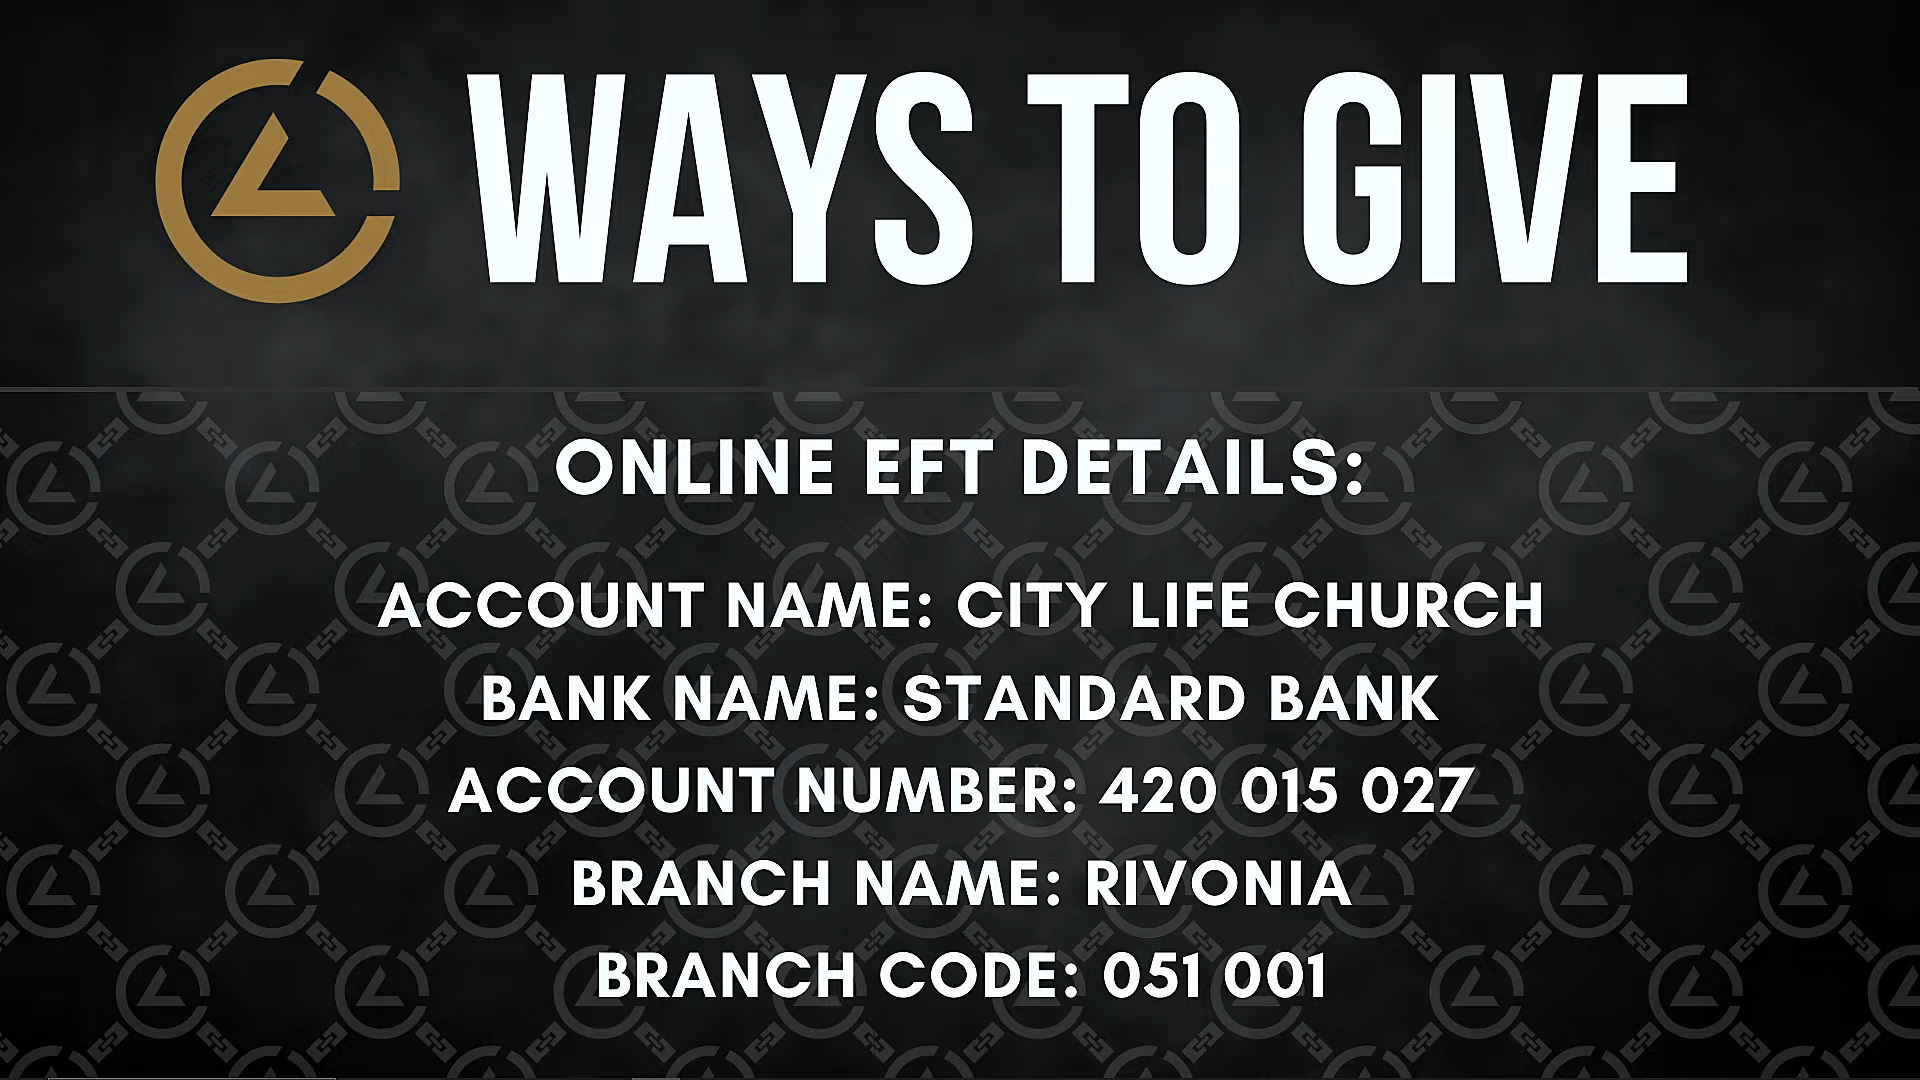 WAYS TO GIVE
ONLINE EFT DETAILS:
ACCOUNT NAME: CITY LIFE CHURCH
BANK NAME: STANDARD BANK
ACCOUNT NUMBER: 420 015 027
BRANCH NAME: RIVONIA
BRANCH CODE: 051 001